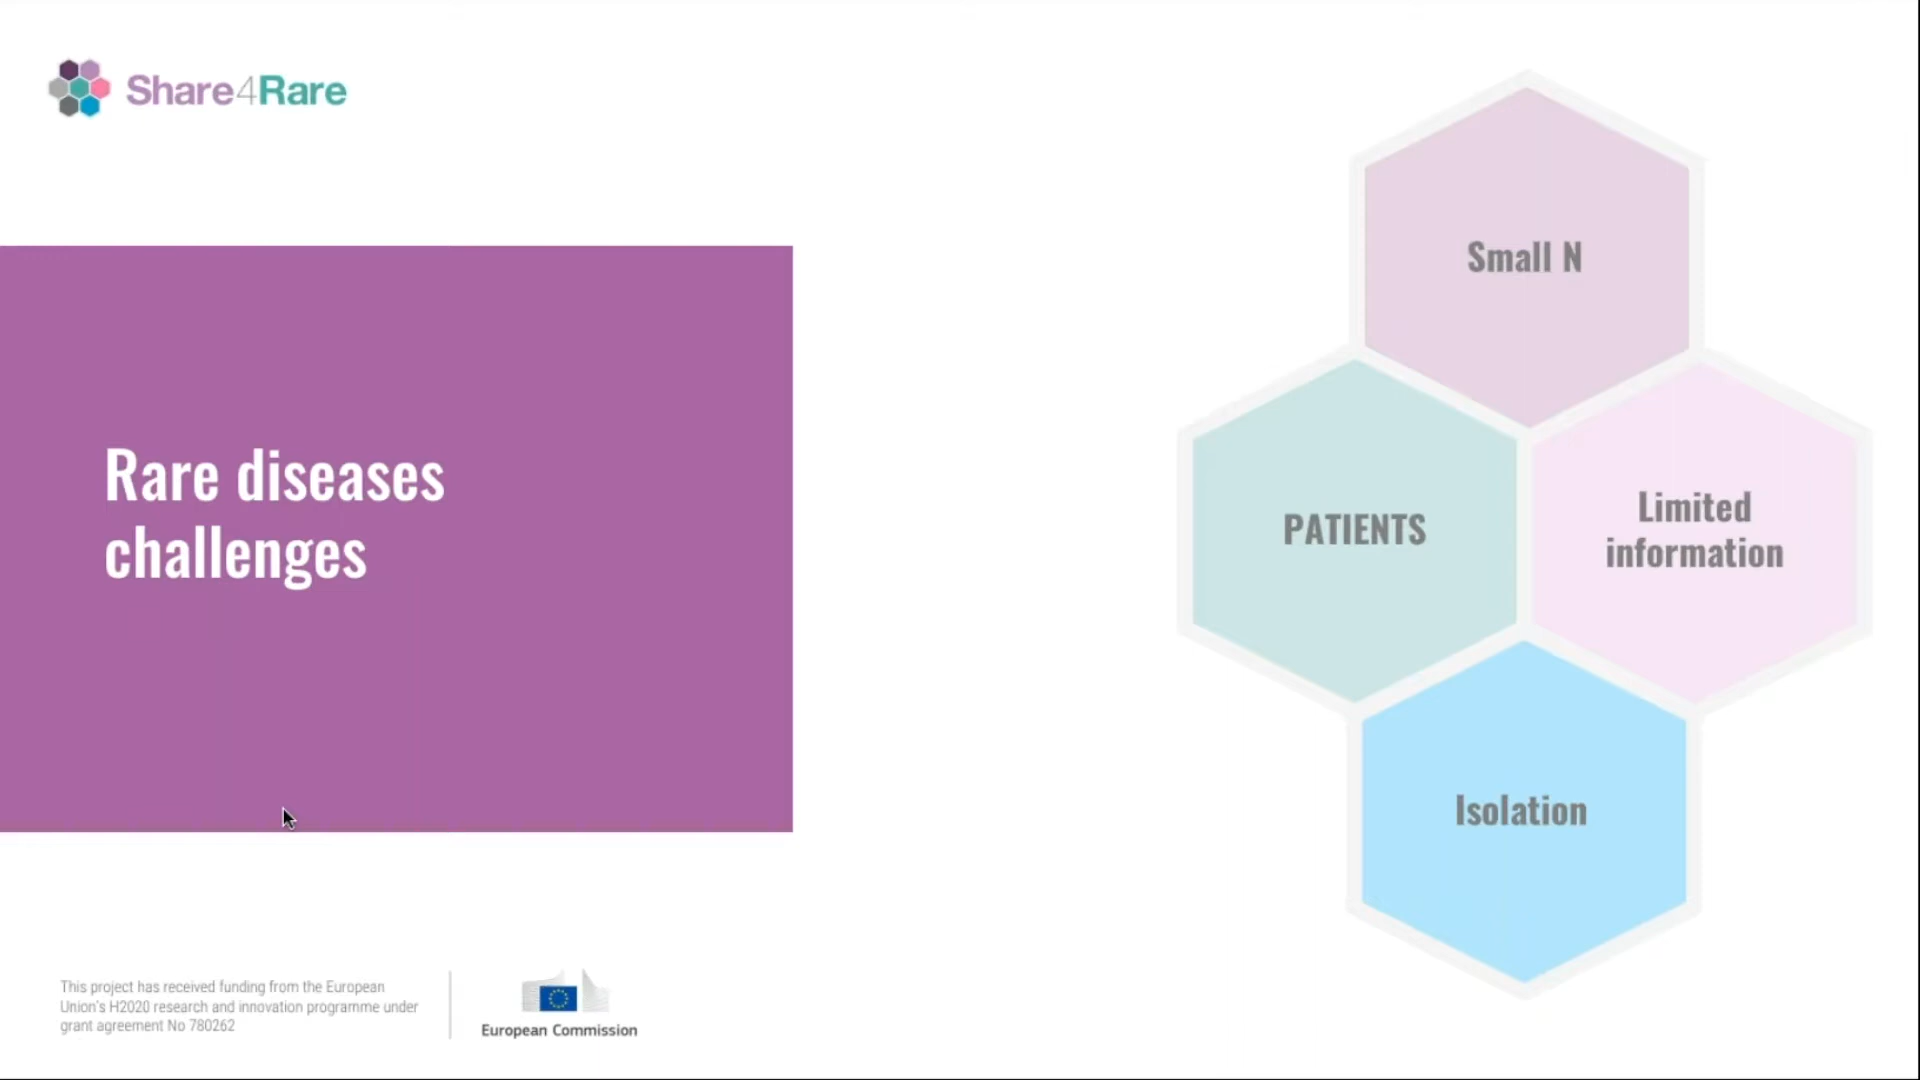 Share4Rare
Rare diseases
challenges
Small N
PATIENTS
Limited
information
Isolation
This project has received funding from the European
Union's H2020 research and innovation programme under
grant agreement No 780262
European Commission